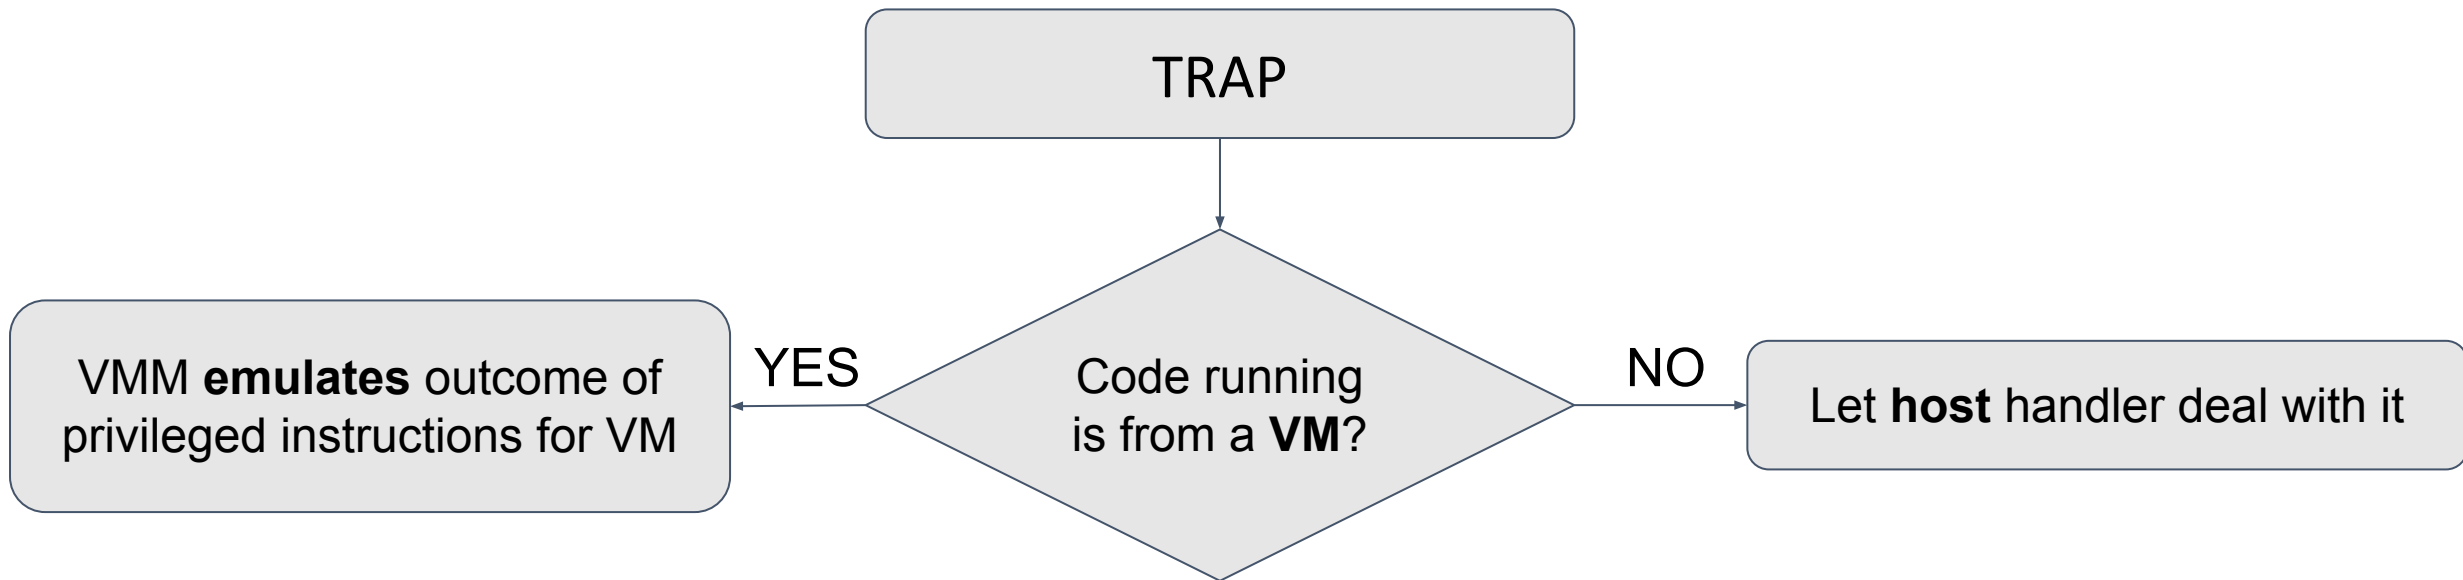 TRAP
VMM emulates outcome of
privileged instructions for VM
YES
Code running
is from a VM?
NO
Let host handler deal with it